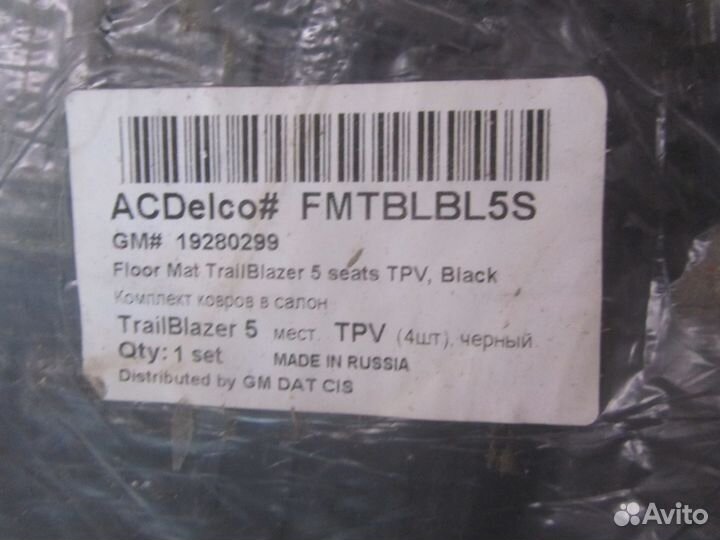 ACDelco# FMTBLBL5S
GM# 19280299
Floor Mat TrailBlazer 5 seats TPV, Black
Комплект ковров в салон
TrailBlazer 5 мест. TPV (4шт), черный.
Qty: 1 set MADE IN RUSSIA
Distributed by GM DAT CIS
Avito